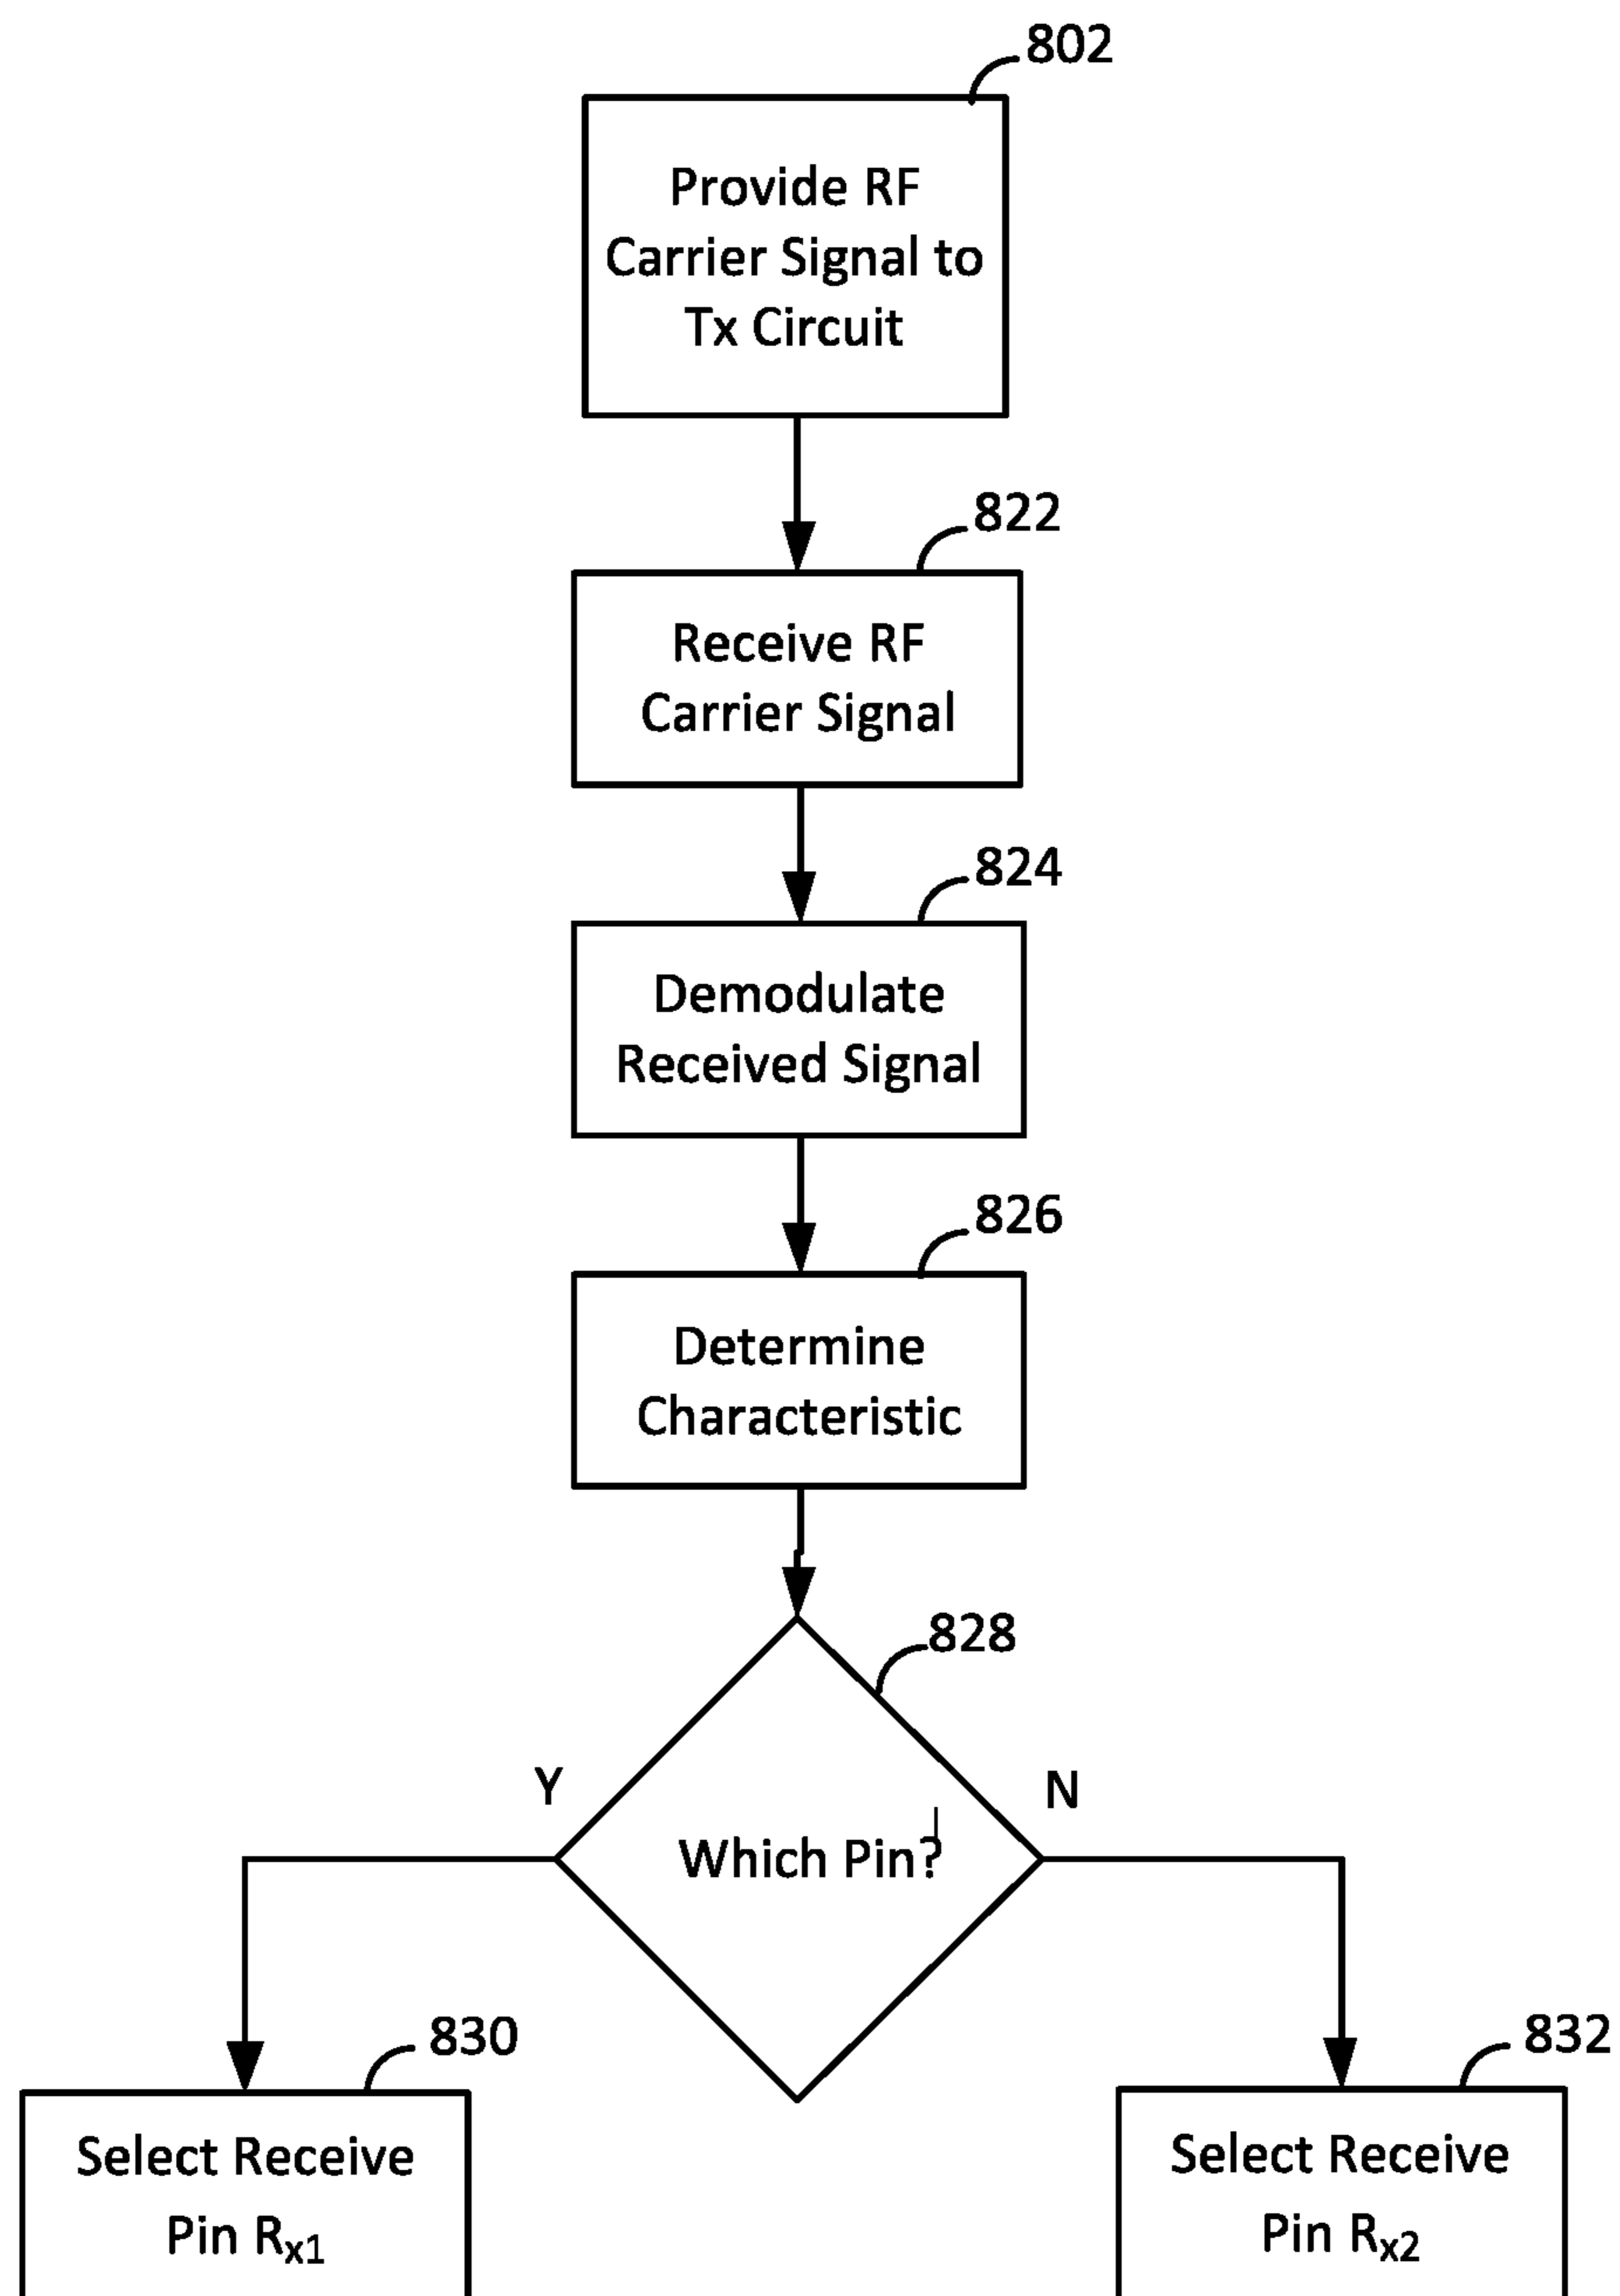 802
Provide RF
Carrier Signal to
Tx Circuit
822
Receive RF
Carrier Signal
824
Demodulate
Received Signal
826
Determine
Characteristic
828
Y
N
Which Pin?
830
Select Receive
Pin Rx1
832
Select Receive
Pin Rx2